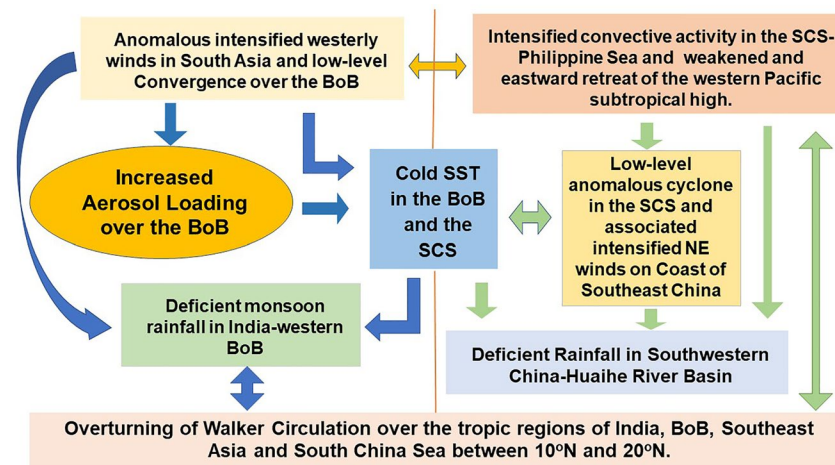 Anomalous intensified westerly
winds in South Asia and low-level
Convergence over the BoB
Intensified convective activity in the SCS-
Philippine Sea and weakened and
eastward retreat of the western Pacific
subtropical high.
Increased
Aerosol Loading
over the BoB
Cold SST
in the BoB
and the
SCS
Low-level
anomalous cyclone
in the SCS and
associated
intensified NE
winds on Coast of
Southeast China
Deficient monsoon
rainfall in India-western
BoB
Deficient Rainfall in Southwestern
China-Huaihe River Basin
Overturning of Walker Circulation over the tropic regions of India, BoB, Southeast
Asia and South China Sea between 10ºN and 20ºN.